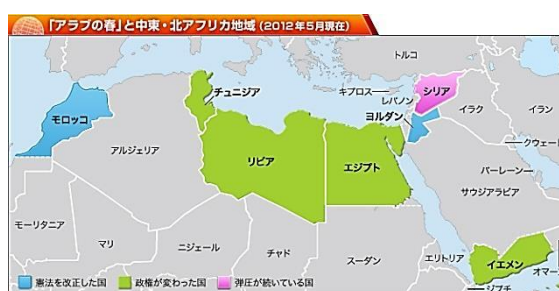 「アラブの春」と中東・北アフリカ地域（2012年5月現在）
トルコ
チュニジア
キプロス
シリア
レバノン
モロッコ
ヨルダン
イラク
イラン
アルジェリア
クウェート
リビア
エジプト
バーレーン
サウジアラビア
モーリタニア
マリ
ニジェール
チャド
スーダン
エリトリア
イエメン
オマー
ジブチ
憲法を改正した国
政権が変わった国
弾圧が続いている国